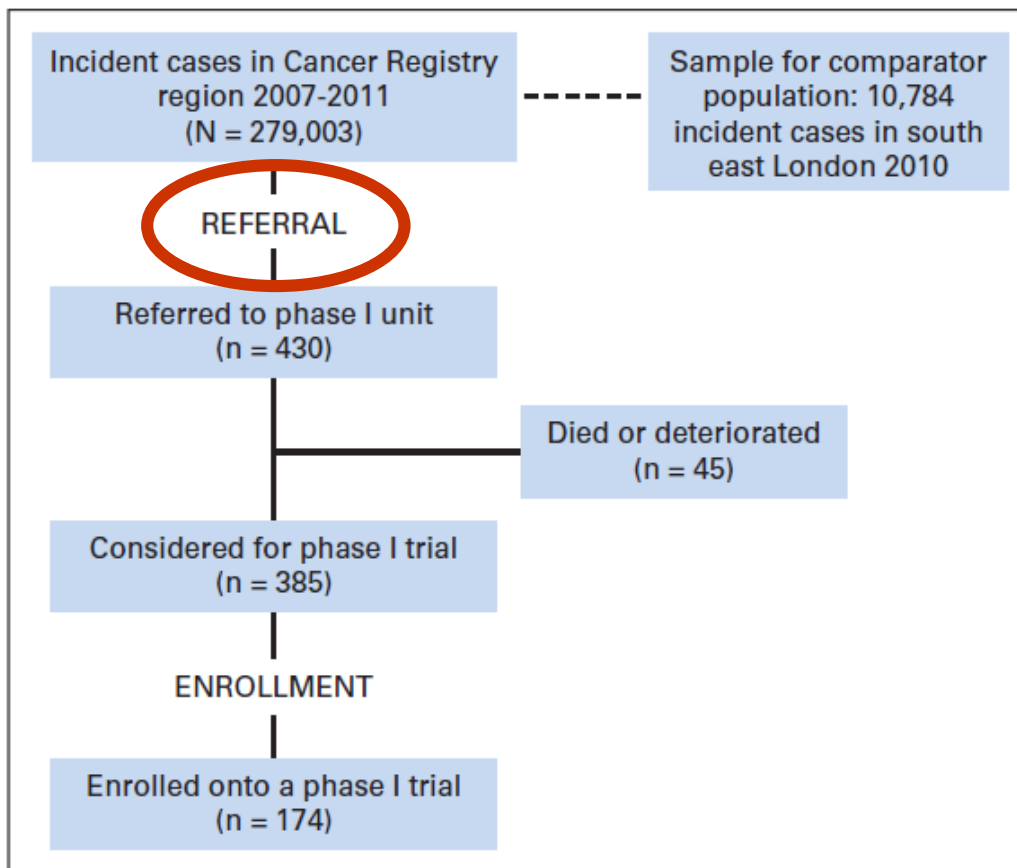 Incident cases in Cancer Registry
region 2007-2011
(N = 279,003)
Sample for comparator
population: 10,784
incident cases in south
east London 2010
REFERRAL
Referred to phase I unit
(n = 430)
Died or deteriorated
(n = 45)
Considered for phase I trial
(n = 385)
ENROLLMENT
Enrolled onto a phase I trial
(n = 174)